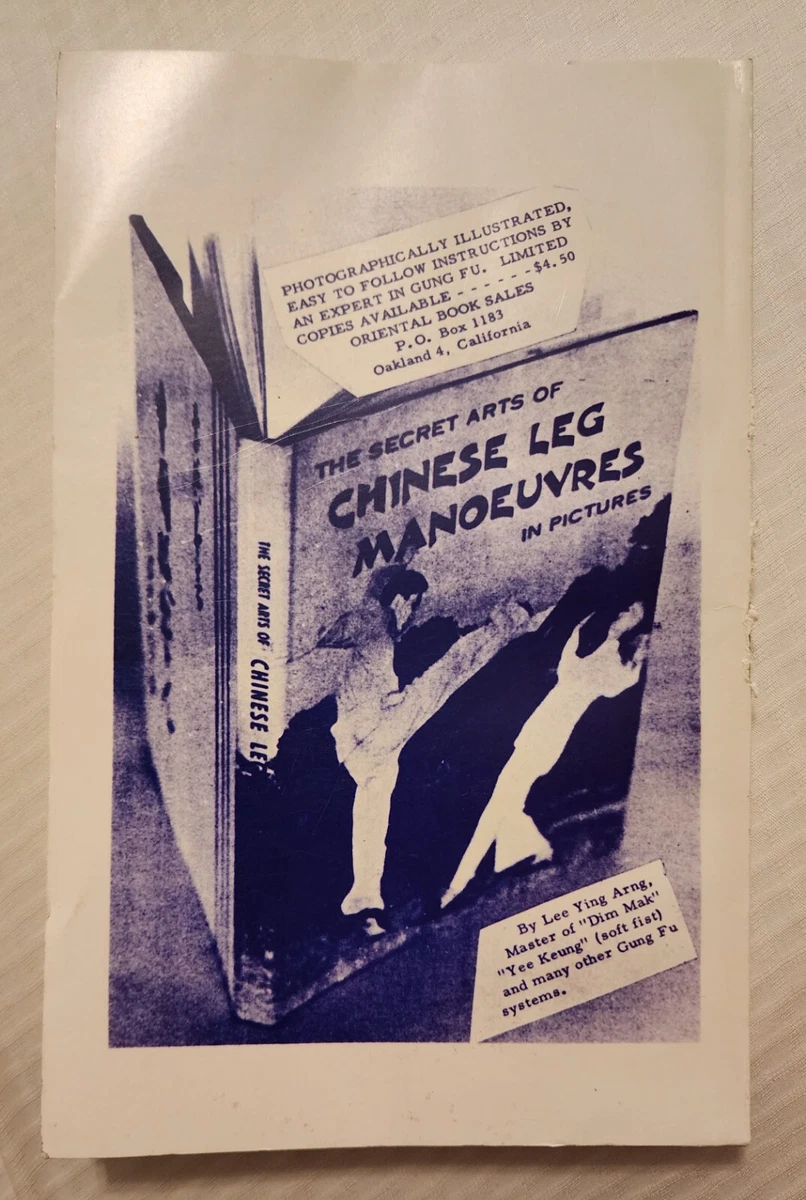 PHOTOGRAPHICALLY ILLUSTRATED,
EASY TO FOLLOW INSTRUCTIONS BY
AN EXPERT IN GUNG FU. LIMITED
COPIES AVAILABLE - - - - - - -$4.50
ORIENTAL BOOK SALES
P.O. Box 1183
Oakland 4, California
THE SECRET ARTS OF
CHINESE LEG
MANOEUVRES
IN PICTURES
THE SECRET ARTS OF CHINESE LE
By Lee Ying Arng,
Master of "Dim Mak"
"Yee Keung" (soft fist)
and many other Gung Fu
systems.